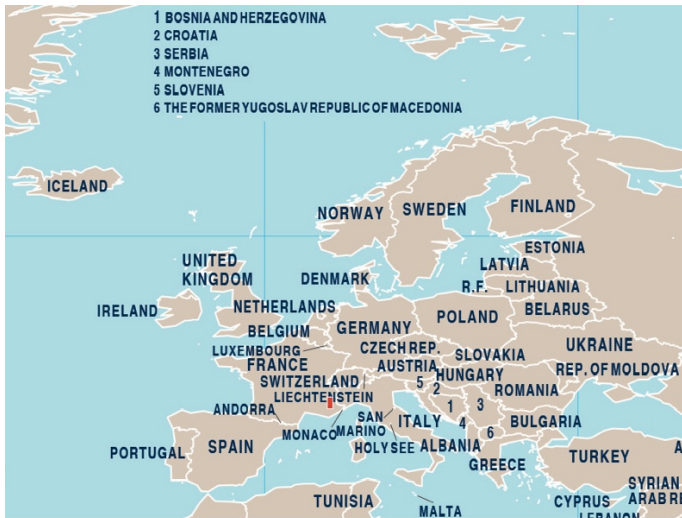 1 BOSNIA AND HERZEGOVINA
2 CROATIA
3 SERBIA
4 MONTENEGRO
5 SLOVENIA
6 THE FORMER YUGOSLAV REPUBLIC OF MACEDONIA
ICELAND
NORWAY
SWEDEN
FINLAND
ESTONIA
UNITED
KINGDOM
LATVIA
DENMARK
R.F.
LITHUANIA
IRELAND
NETHERLANDS
BELARUS
POLAND
BELGIUM
GERMANY
LUXEMBOURG
CZECH REP.
UKRAINE
FRANCE
SLOVAKIA
AUSTRIA
REP. OF MOLDOVA
SWITZERLAND
5
HUNGARY
2
ROMANIA
LIECHTENSTEIN
1
3
ANDORRA
SAN
MARINO
ITALY
4
BULGARIA
MONACO
6
HOLY SEE
ALBANIA
PORTUGAL
SPAIN
GREECE
TURKEY
A
SYRIAN
ARAB RE
TUNISIA
CYPRUS
MALTA
LEBANON